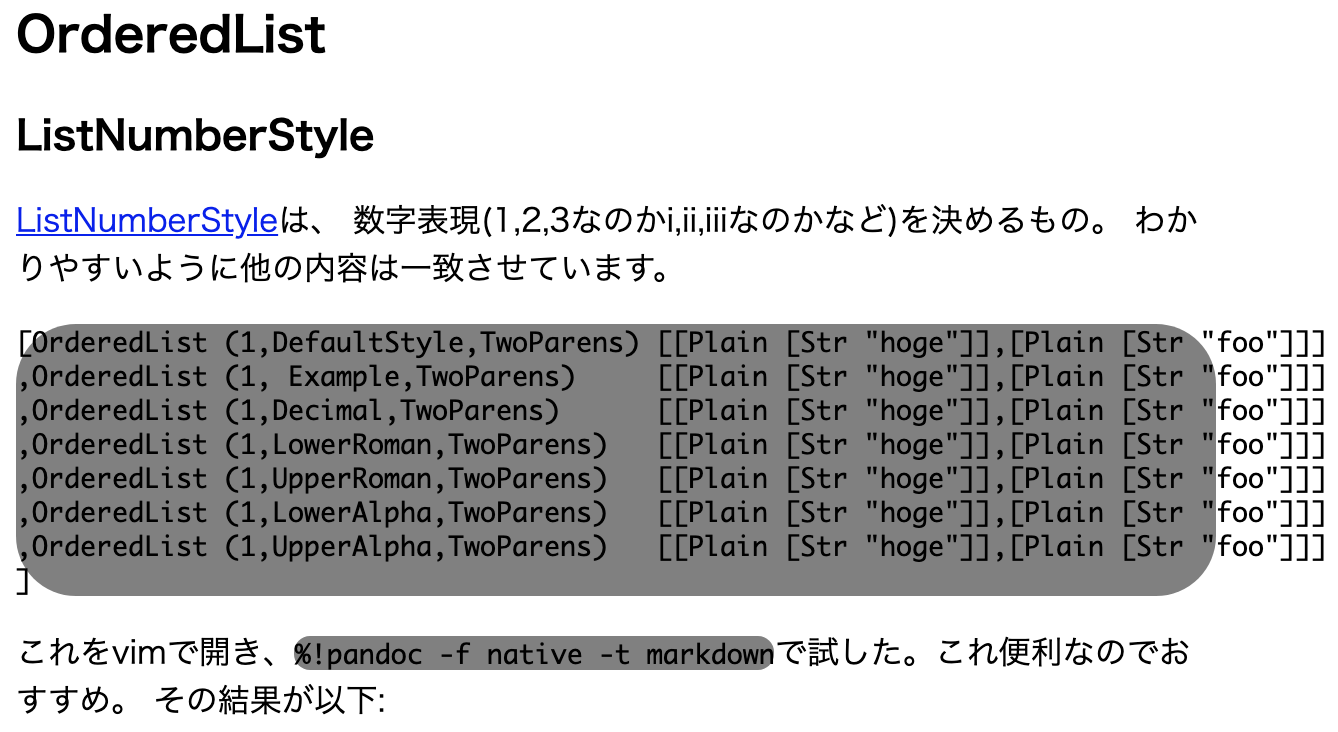 OrderedList
ListNumberStyle
ListNumberStyleは、 数字表現(1,2,3なのかi,ii,iiiなのかなど)を決めるもの。 わか
りやすいように他の内容は一致させています。
[OrderedList (1,DefaultStyle,TwoParens) [[Plain [Str "hoge"]],[Plain [Str "foo"]]]
,OrderedList (1, Example,TwoParens)     [[Plain [Str "hoge"]],[Plain [Str "foo"]]]
,OrderedList (1,Decimal,TwoParens)      [[Plain [Str "hoge"]],[Plain [Str "foo"]]]
,OrderedList (1,LowerRoman,TwoParens)   [[Plain [Str "hoge"]],[Plain [Str "foo"]]]
,OrderedList (1,UpperRoman,TwoParens)   [[Plain [Str "hoge"]],[Plain [Str "foo"]]]
,OrderedList (1,LowerAlpha,TwoParens)   [[Plain [Str "hoge"]],[Plain [Str "foo"]]]
,OrderedList (1,UpperAlpha,TwoParens)   [[Plain [Str "hoge"]],[Plain [Str "foo"]]]
]
これをvimで開き、%!pandoc -f native -t markdownで試した。これ便利なのでお
すすめ。 その結果が以下: